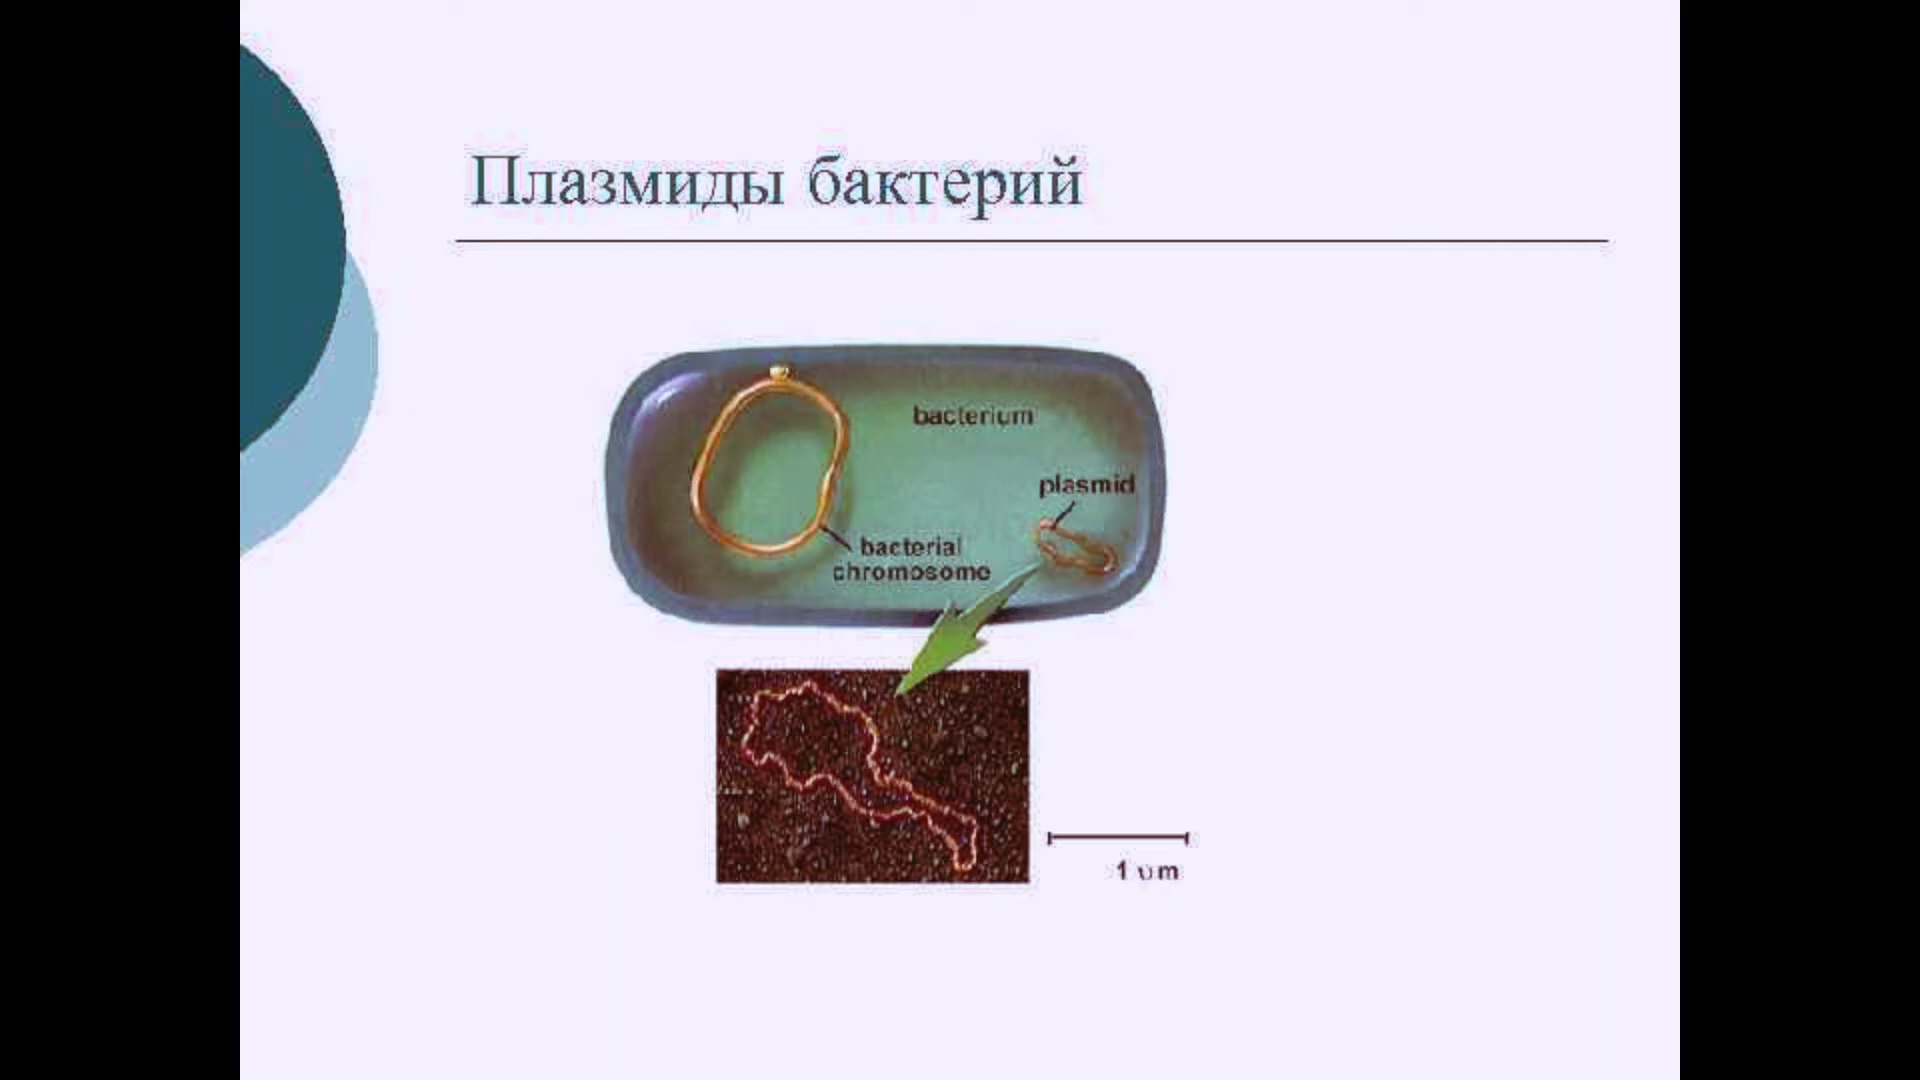 Плазмиды бактерий
bacterium
plasmid
bacterial
chromosome
1 um